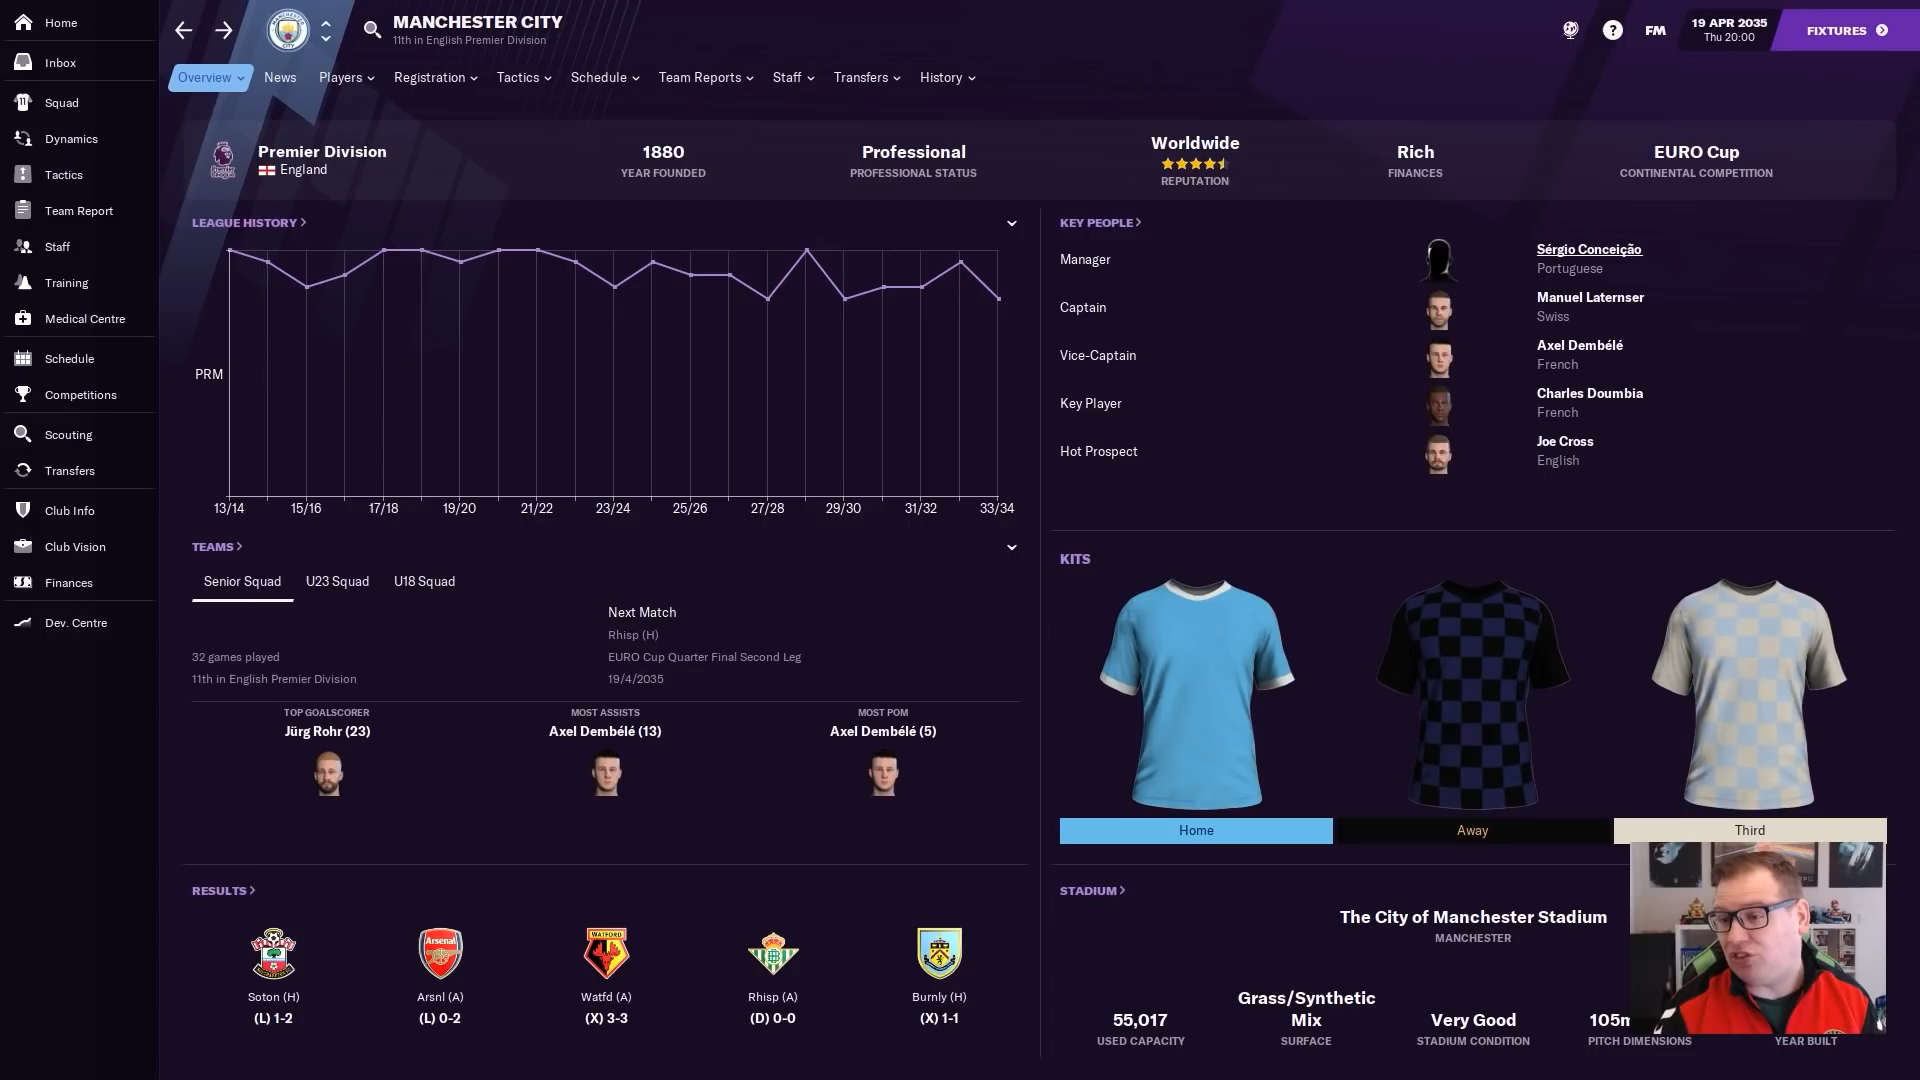 Home
Inbox
Squad
Dynamics
Tactics
Team Report
Staff
Training
Medical Centre
Schedule
Competitions
Scouting
Transfers
Club Info
Club Vision
Finances
Dev. Centre
MANCHESTER CITY
11th in English Premier Division
FM
19 APR 2035
Thu 20:00
FIXTURES
Overview News Players Registration Tactics Schedule Team Reports Staff Transfers History
Premier Division
England
1880
YEAR FOUNDED
Professional
PROFESSIONAL STATUS
Worldwide
REPUTATION
Rich
FINANCES
EURO Cup
CONTINENTAL COMPETITION
LEAGUE HISTORY
PRM
13/14 15/16 17/18 19/20 21/22 23/24 25/26 27/28 29/30 31/32 33/34
TEAMS
Senior Squad U23 Squad U18 Squad
32 games played
11th in English Premier Division
Next Match
Rhisp (H)
EURO Cup Quarter Final Second Leg
19/4/2035
TOP GOALSCORER
Jürg Rohr (23)
MOST ASSISTS
Axel Dembélé (13)
MOST POM
Axel Dembélé (5)
RESULTS
Arsenal
WATFORD
Soton (H)
(L) 1-2
Arsnl (A)
(L) 0-2
Watfd (A)
(X) 3-3
Rhisp (A)
(D) 0-0
Burnly (H)
(X) 1-1
KEY PEOPLE
Manager
Sérgio Conceição
Portuguese
Captain
Manuel Laternser
Swiss
Vice-Captain
Axel Dembélé
French
Key Player
Charles Doumbia
French
Hot Prospect
Joe Cross
English
KITS
Home
Away
Third
STADIUM
The City of Manchester Stadium
MANCHESTER
55,017
USED CAPACITY
Grass/Synthetic
Mix
SURFACE
Very Good
STADIUM CONDITION
105m
PITCH DIMENSIONS
YEAR BUILT